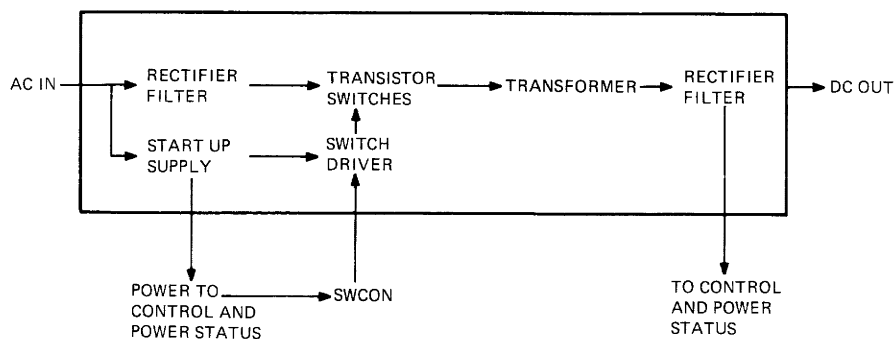 AC IN
RECTIFIER
FILTER
TRANSISTOR
SWITCHES
TRANSFORMER
RECTIFIER
FILTER
DC OUT
START UP
SUPPLY
SWITCH
DRIVER
POWER TO
CONTROL AND
POWER STATUS
SWCON
TO CONTROL
AND POWER
STATUS